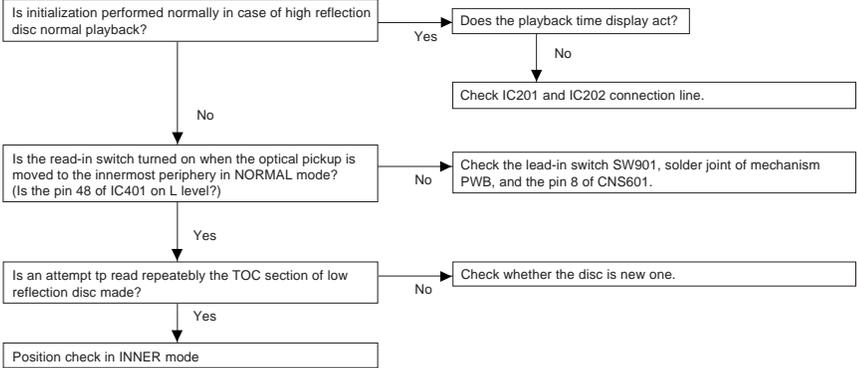 Is initialization performed normally in case of high reflection
disc normal playback?
Yes
Does the playback time display act?
No
Check IC201 and IC202 connection line.
No
Is the read-in switch turned on when the optical pickup is
moved to the innermost periphery in NORMAL mode?
(Is the pin 48 of IC401 on L level?)
No
Check the lead-in switch SW901, solder joint of mechanism
PWB, and the pin 8 of CNS601.
Yes
Is an attempt tp read repeatebly the TOC section of low
reflection disc made?
No
Check whether the disc is new one.
Yes
Position check in INNER mode